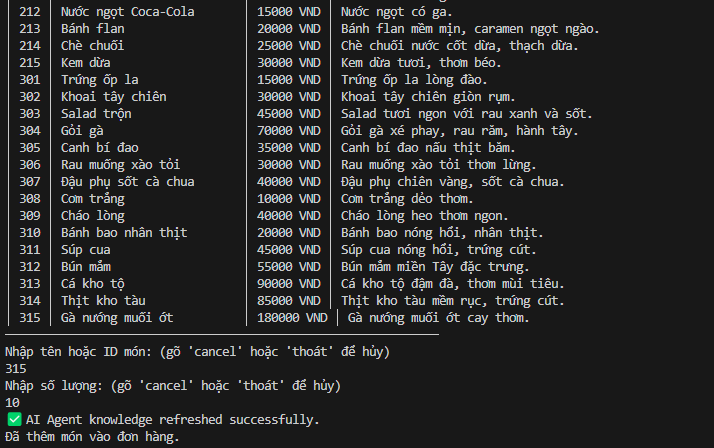 212 | Nước ngọt Coca-Cola | 15000 VND | Nước ngọt có ga.
213 | Bánh flan | 20000 VND | Bánh flan mềm mịn, caramen ngọt ngào.
214 | Chè chuối | 25000 VND | Chè chuối nước cốt dừa, thạch dừa.
215 | Kem dừa | 30000 VND | Kem dừa tươi, thơm béo.
301 | Trứng ốp la | 15000 VND | Trứng ốp la lòng đào.
302 | Khoai tây chiên | 30000 VND | Khoai tây chiên giòn rụm.
303 | Salad trộn | 45000 VND | Salad tươi ngon với rau xanh và sốt.
304 | Gỏi gà | 70000 VND | Gỏi gà xé phay, rau răm, hành tây.
305 | Canh bí đao | 35000 VND | Canh bí đao nấu thịt băm.
306 | Rau muống xào tỏi | 30000 VND | Rau muống xào tỏi thơm lừng.
307 | Đậu phụ sốt cà chua | 40000 VND | Đậu phụ chiên vàng, sốt cà chua.
308 | Cơm trắng | 10000 VND | Cơm trắng dẻo thơm.
309 | Cháo lòng | 40000 VND | Cháo lòng heo thơm ngon.
310 | Bánh bao nhân thịt | 20000 VND | Bánh bao nóng hổi, nhân thịt.
311 | Súp cua | 45000 VND | Súp cua nóng hổi, trứng cút.
312 | Bún mắm | 55000 VND | Bún mắm miền Tây đặc trưng.
313 | Cá kho tộ | 90000 VND | Cá kho tộ đậm đà, thơm mùi tiêu.
314 | Thịt kho tàu | 85000 VND | Thịt kho tàu mềm rục, trứng cút.
315 | Gà nướng muối ớt | 180000 VND | Gà nướng muối ớt cay thơm.
Nhập tên hoặc ID món: (gõ 'cancel' hoặc 'thoát' để hủy)
315
Nhập số lượng: (gõ 'cancel' hoặc 'thoát' để hủy)
10
✅ AI Agent knowledge refreshed successfully.
Đã thêm món vào đơn hàng.